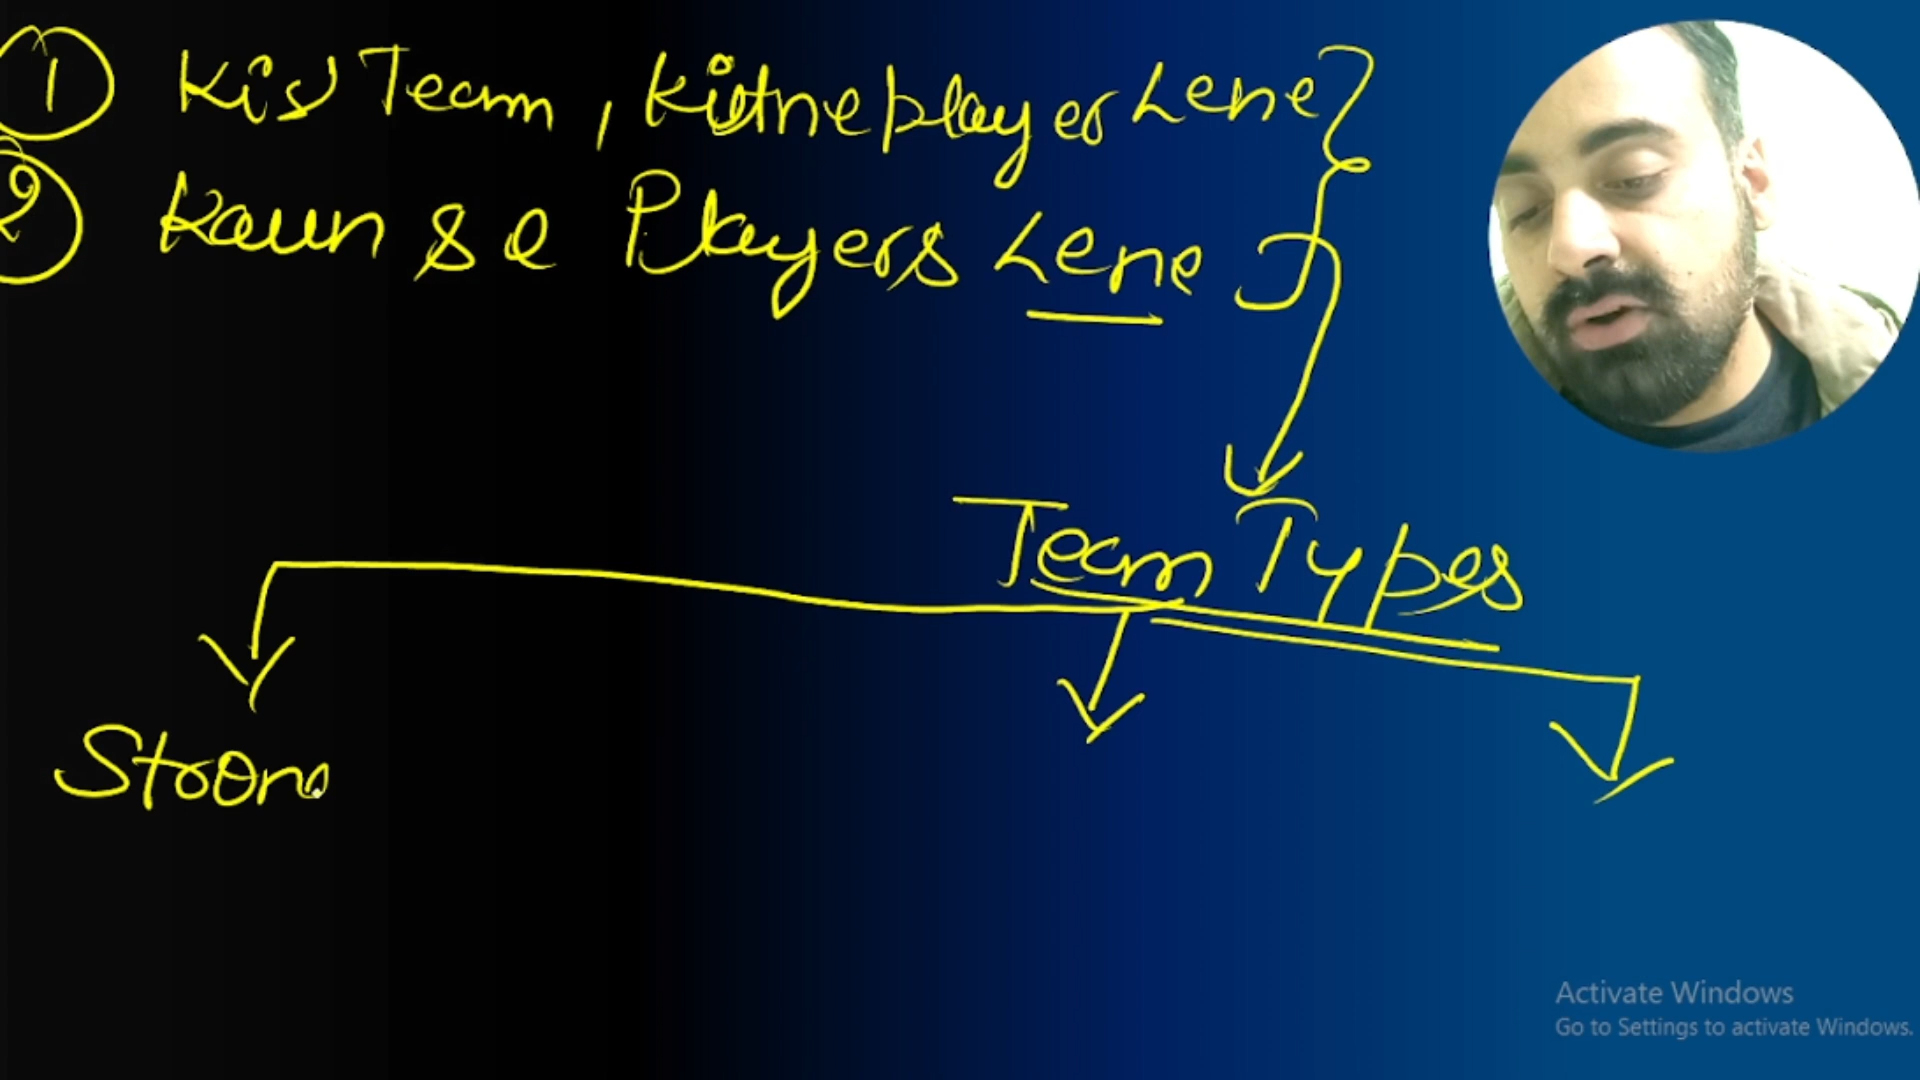 1 Kis Team, Kitne player Lene
2 Kaun se Players Lene
Team Types
Stron
Activate Windows
Go to Settings to activate Windows.